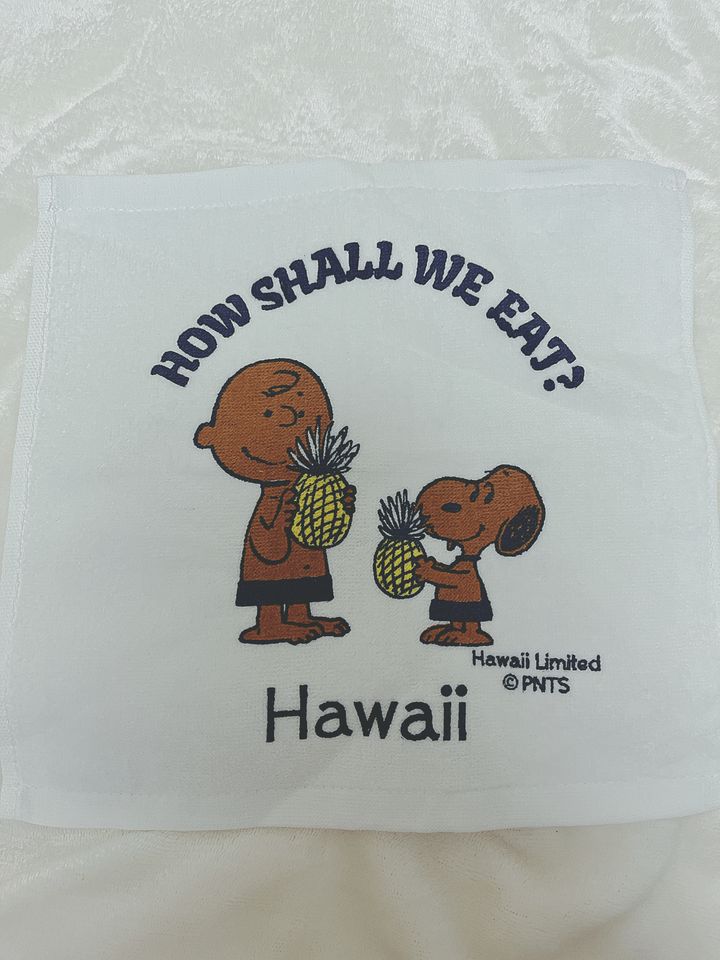 HOW SHALL WE EAT?
Hawaii Limited
© PNTS
Hawaii